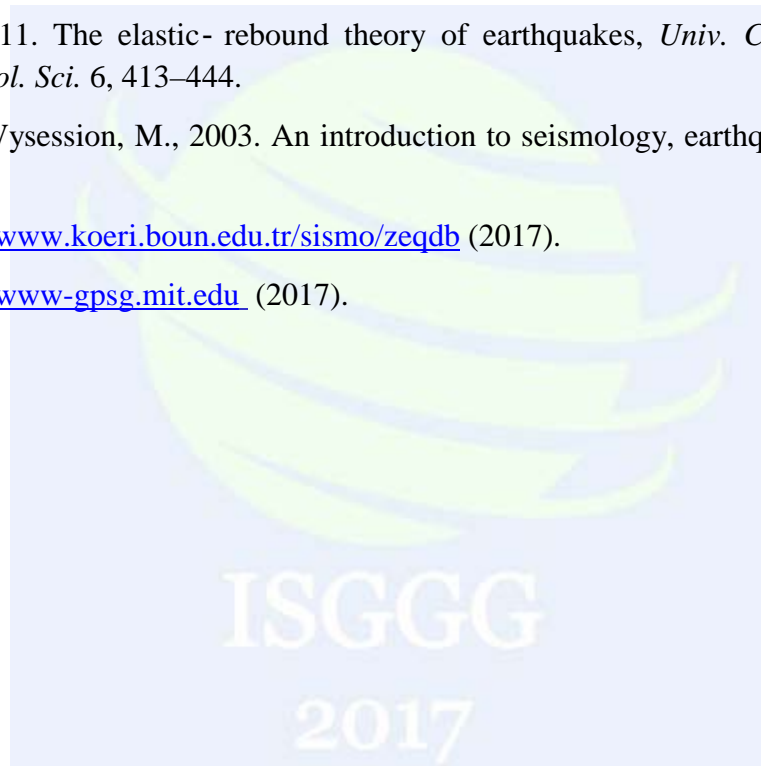 11. The elastic- rebound theory of earthquakes, Univ. C
ol. Sci. 6, 413–444.
Wysession, M., 2003. An introduction to seismology, earthq
www.koeri.boun.edu.tr/sismo/zeqdb (2017).
www-gpsg.mit.edu (2017).
ISGGG
2017